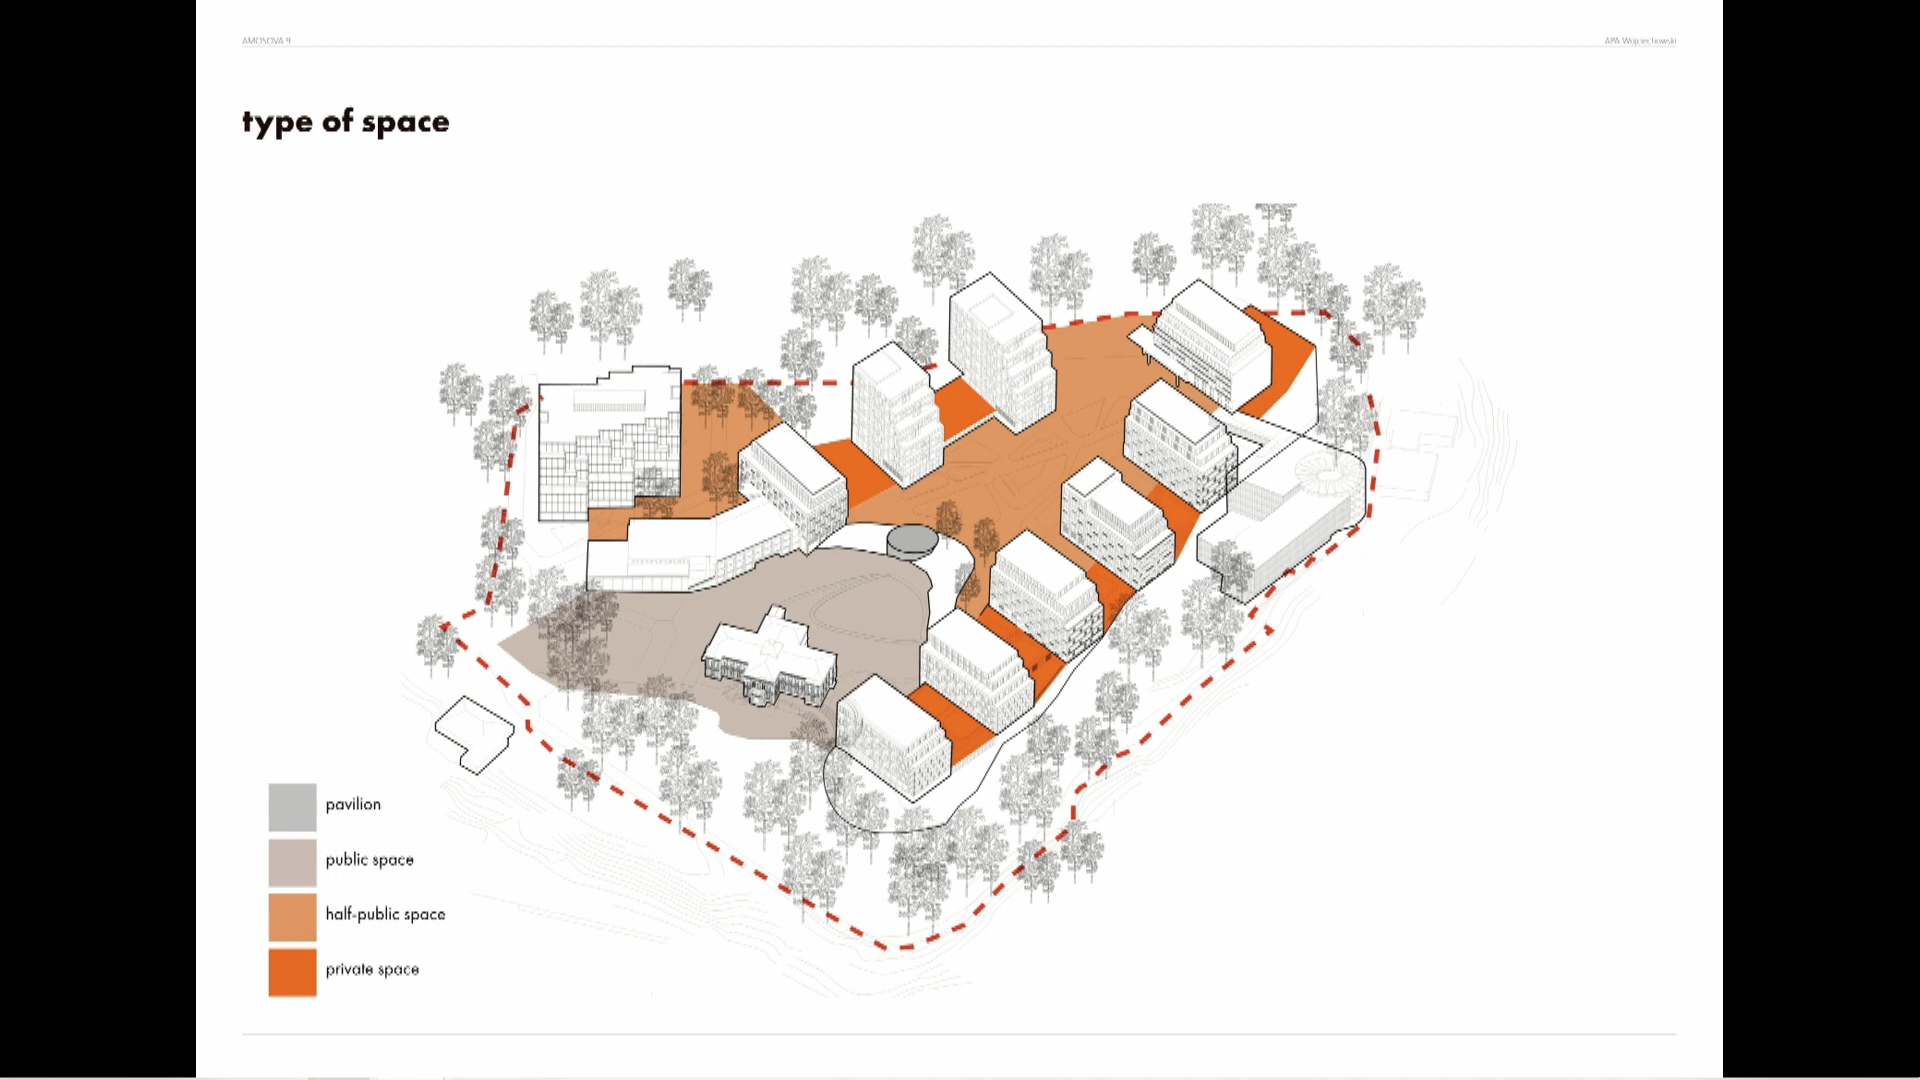 AMOSOVA 9
APA Wojciechowski
type of space
pavilion
public space
half-public space
private space